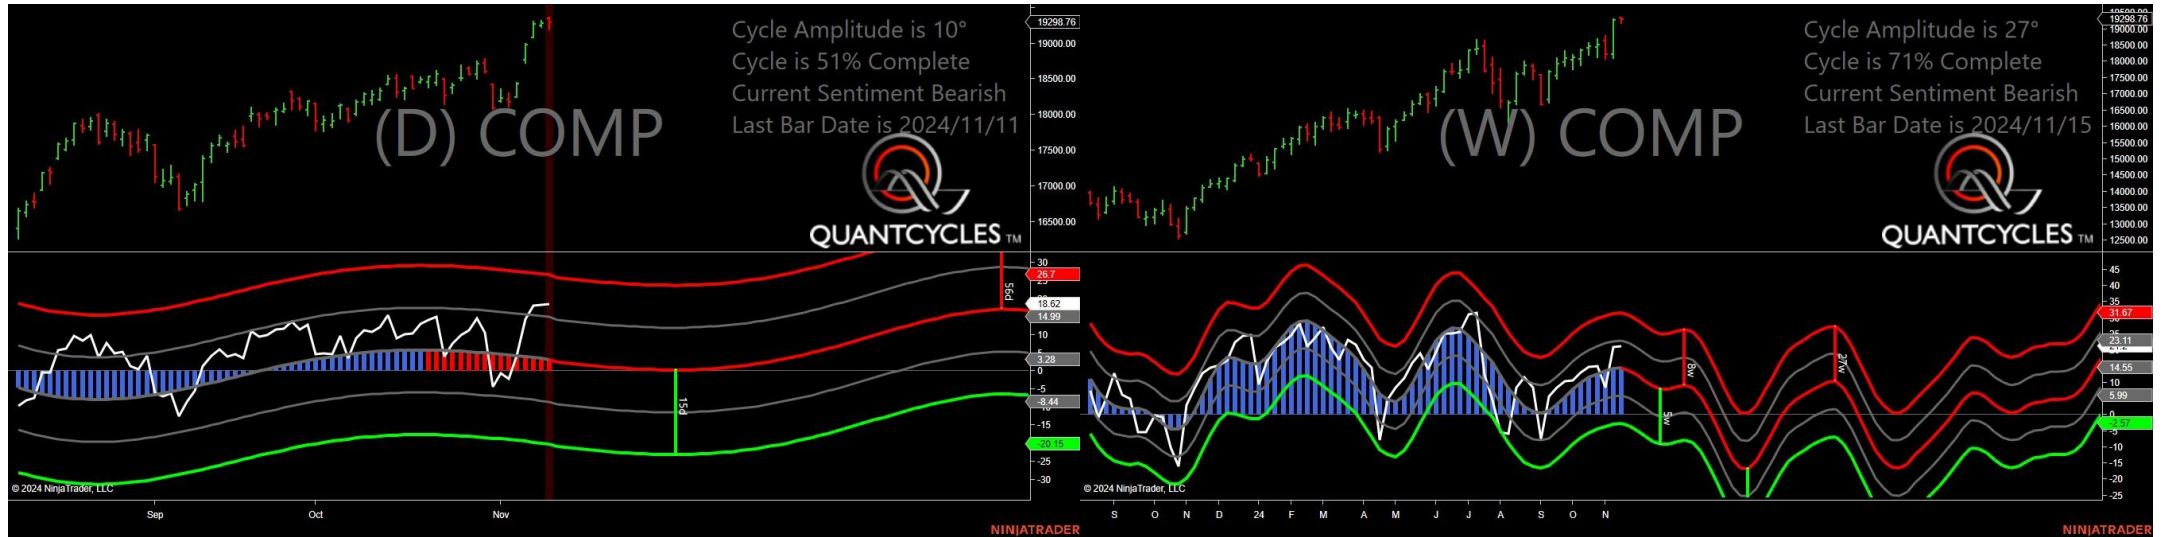 Cycle Amplitude is 10°
Cycle is 51% Complete
Current Sentiment Bearish
Last Bar Date is 2024/11/11
(D) COMP
QUANTCYCLES TM
19298.76
19000.00
18500.00
18000.00
17500.00
17000.00
16500.00
30
26.7
18.62
14.99
10
3.28
0
-5
-8.44
-15
-20.15
-25
-30
56d
15d
© 2024 NinjaTrader, LLC
Sep Oct Nov
NINJATRADER
Cycle Amplitude is 27°
Cycle is 71% Complete
Current Sentiment Bearish
Last Bar Date is 2024/11/15
(W) COMP
QUANTCYCLES TM
19298.76
18500.00
18000.00
17500.00
17000.00
16500.00
16000.00
15500.00
15000.00
14500.00
14000.00
13500.00
13000.00
12500.00
45
40
35
31.67
23.11
14.55
10
5.99
0
-2.57
-10
-15
-20
-25
27w
© 2024 NinjaTrader, LLC
S O N D 24 F M A M J J A S O N
NINJATRADER